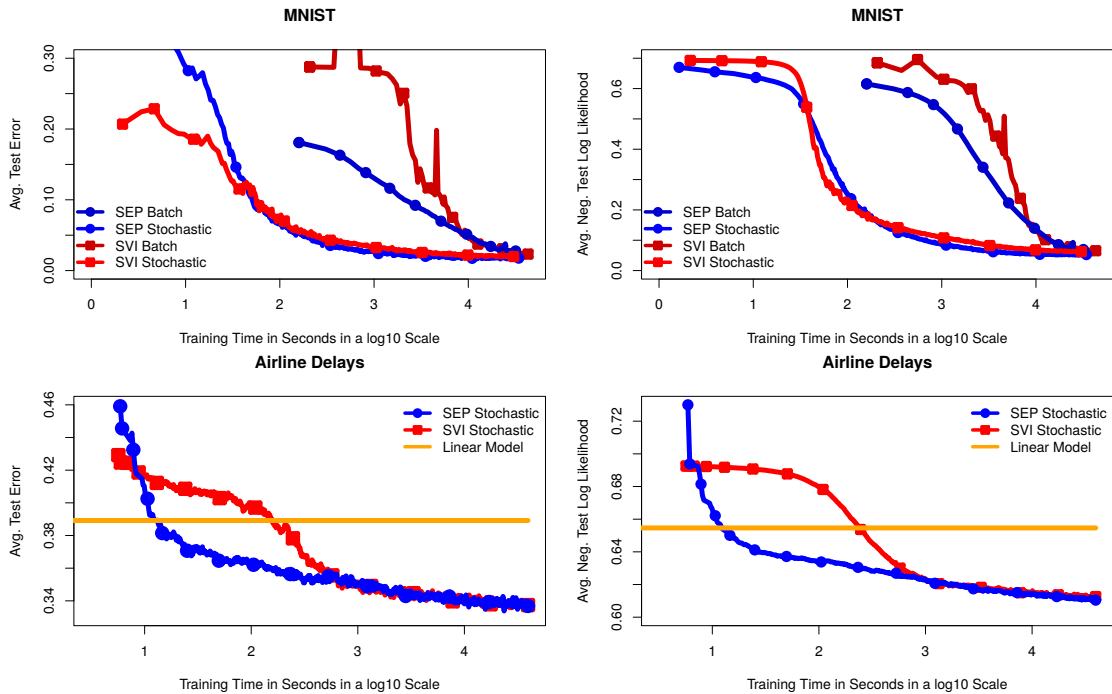 MNIST
Avg. Test Error
0.00 0.10 0.20 0.30
SEP Batch
SEP Stochastic
SVI Batch
SVI Stochastic
0 1 2 3 4
Training Time in Seconds in a log10 Scale
MNIST
Avg. Neg. Test Log Likelihood
0.0 0.2 0.4 0.6
SEP Batch
SEP Stochastic
SVI Batch
SVI Stochastic
0 1 2 3 4
Training Time in Seconds in a log10 Scale
Airline Delays
Avg. Test Error
0.34 0.38 0.42 0.46
SEP Stochastic
SVI Stochastic
Linear Model
1 2 3 4
Training Time in Seconds in a log10 Scale
Airline Delays
Avg. Neg. Test Log Likelihood
0.60 0.64 0.68 0.72
SEP Stochastic
SVI Stochastic
Linear Model
1 2 3 4
Training Time in Seconds in a log10 Scale